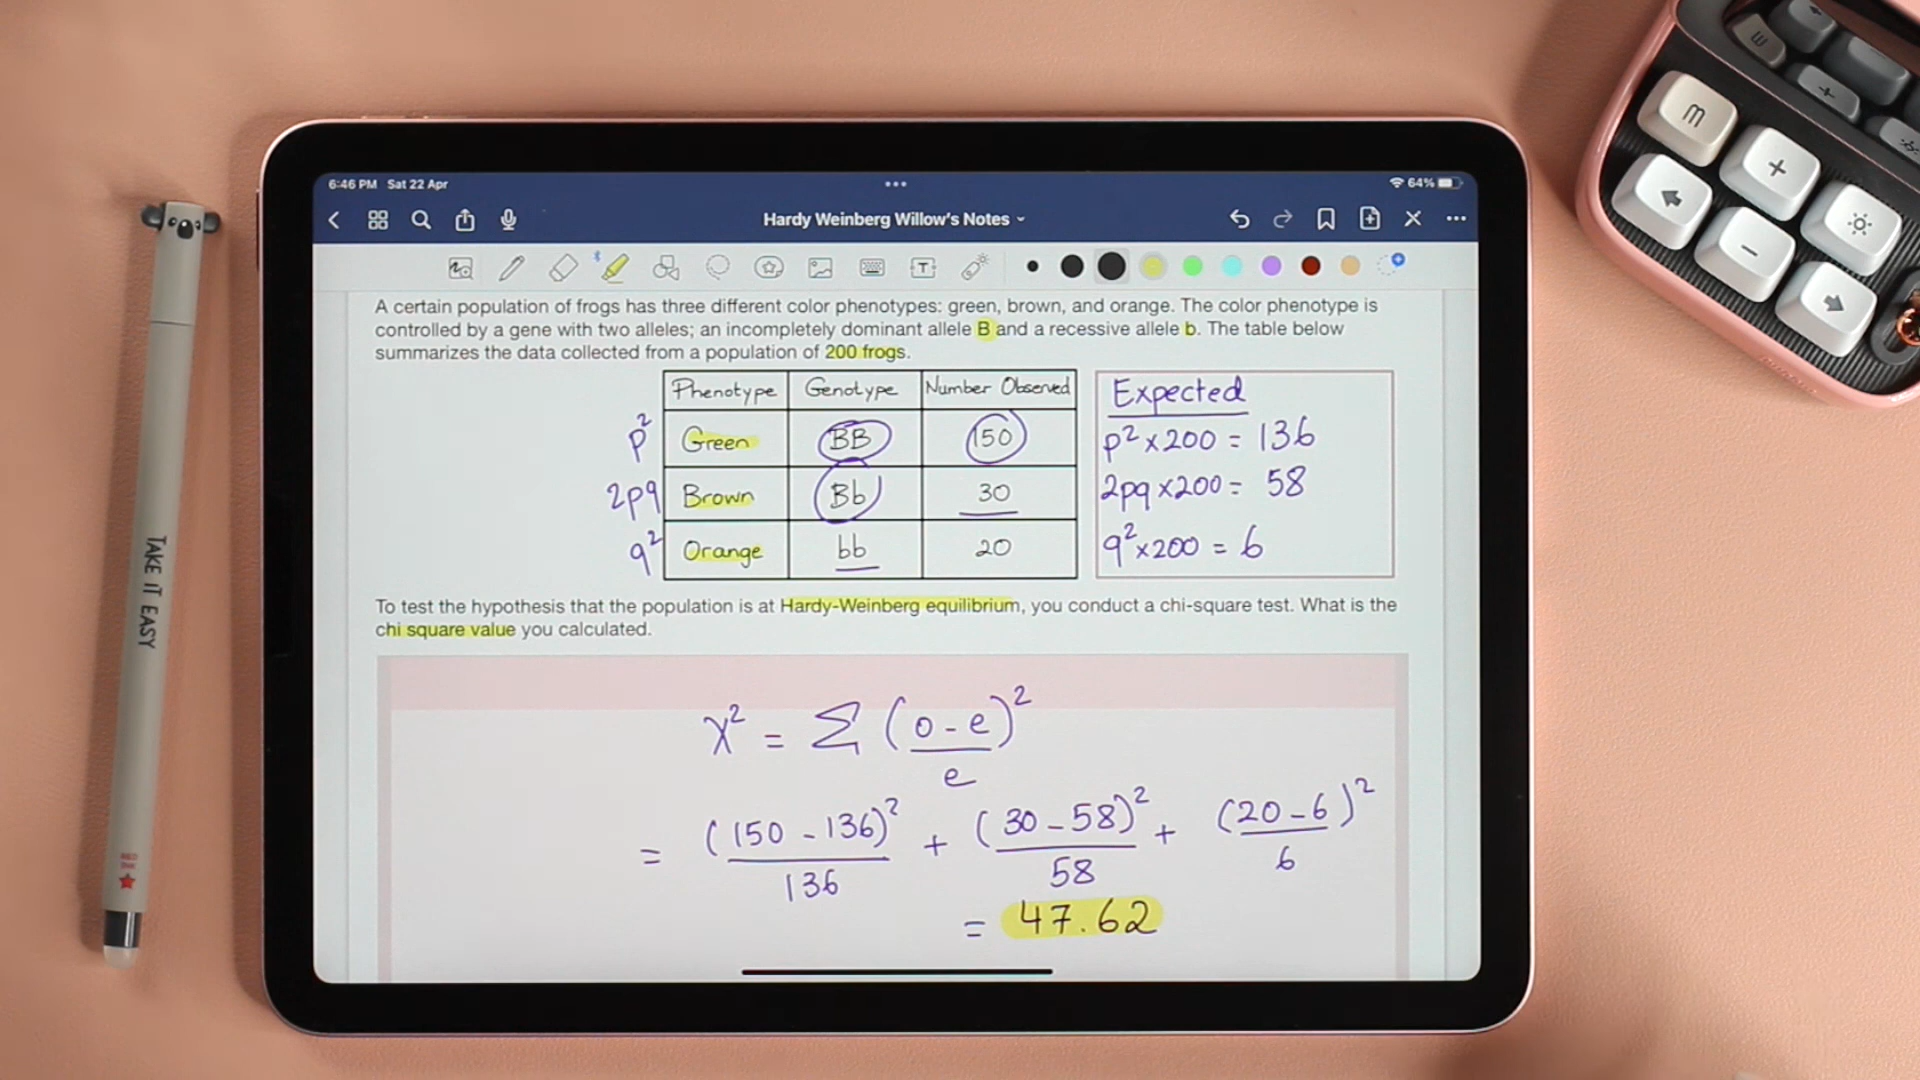 6:46 PM Sat 22 Apr
64%
Hardy Weinberg Willow's Notes
A certain population of frogs has three different color phenotypes: green, brown, and orange. The color phenotype is
controlled by a gene with two alleles; an incompletely dominant allele B and a recessive allele b. The table below
summarizes the data collected from a population of 200 frogs.
Phenotype Genotype Number Observed
p² Green BB 150
2pq Brown Bb 30
q² Orange bb 20
Expected
p² x 200 = 136
2pq x 200 = 58
q² x 200 = 6
To test the hypothesis that the population is at Hardy-Weinberg equilibrium, you conduct a chi-square test. What is the
chi square value you calculated.
χ² = Σ (o - e)²
e
= (150 - 136)² + (30 - 58)² + (20 - 6)²
136 58 6
= 47.62
TAKE IT EASY
m
+
−